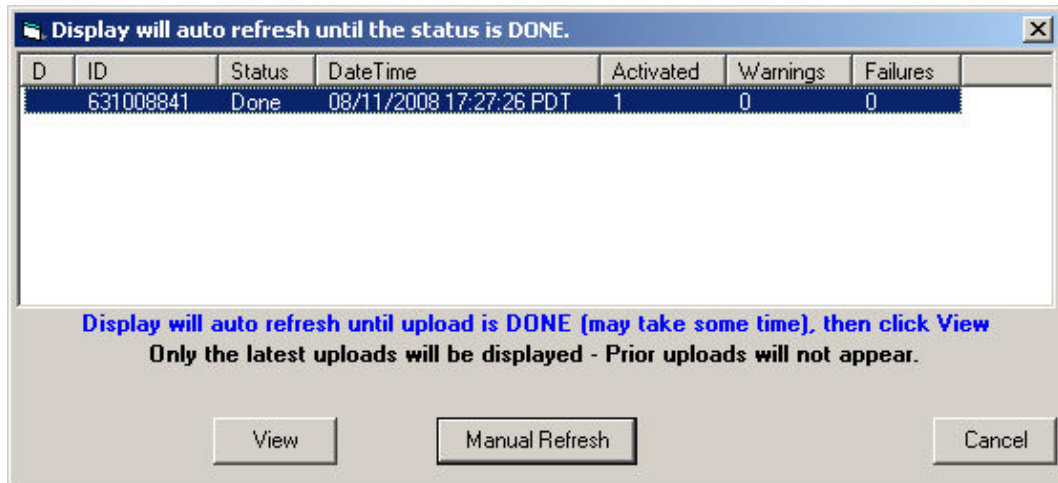 Display will auto refresh until the status is DONE.
D ID Status DateTime Activated Warnings Failures
631008841 Done 08/11/2008 17:27:26 PDT 1 0 0
Display will auto refresh until upload is DONE (may take some time), then click View
Only the latest uploads will be displayed - Prior uploads will not appear.
View Manual Refresh Cancel